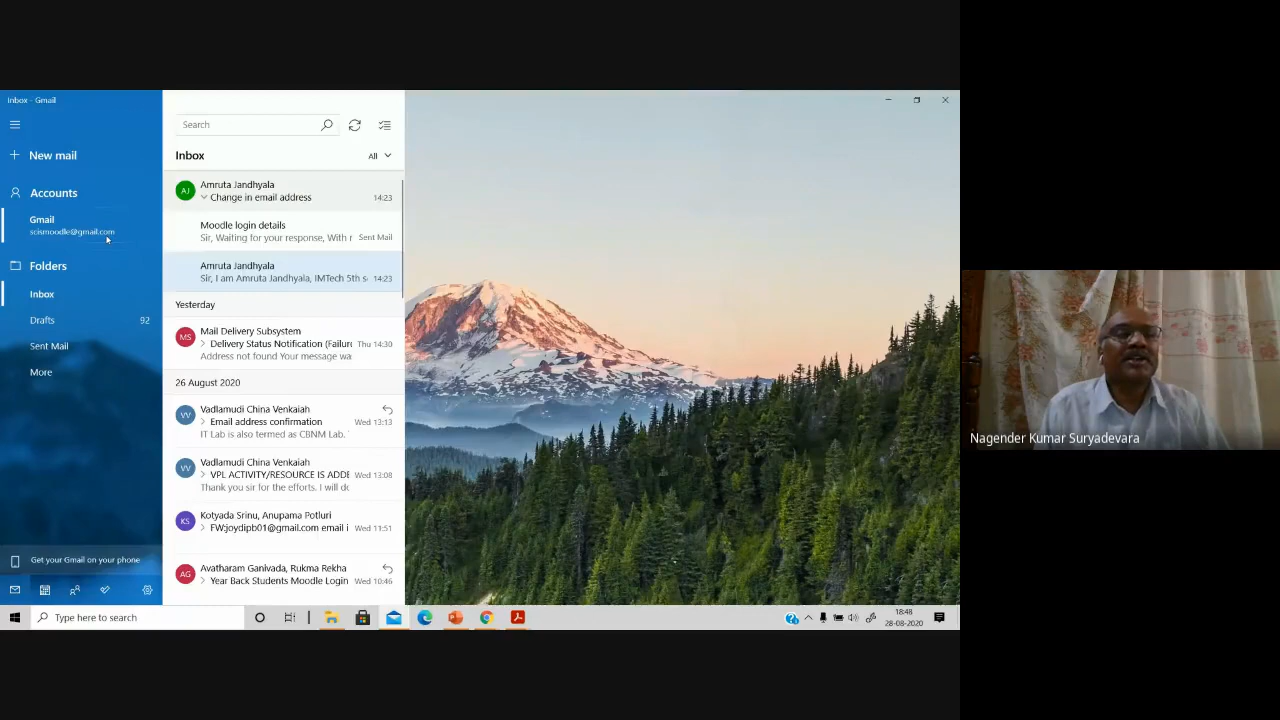 Inbox - Gmail
New mail
Accounts
Gmail
scismoodle@gmail.com
Folders
Inbox
Drafts 92
Sent Mail
More
Get your Gmail on your phone
Search
Inbox All
Amruta Jandhyala
Change in email address 14:23
Moodle login details
Sir, Waiting for your response, With r Sent Mail
Amruta Jandhyala
Sir, I am Amruta Jandhyala, IMTech 5th s 14:23
Yesterday
Mail Delivery Subsystem
Delivery Status Notification (Failure Thu 14:30
Address not found Your message wa
26 August 2020
Vadlamudi China Venkaiah
Email address confirmation Wed 13:13
IT Lab is also termed as CBNM Lab.
Vadlamudi China Venkaiah
VPL ACTIVITY/RESOURCE IS ADDE Wed 13:08
Thank you sir for the efforts. I will do
Kotyada Srinu, Anupama Potluri
FW:joydipb01@gmail.com email i Wed 11:51
Avatharam Ganivada, Rukma Rekha
Year Back Students Moodle Login Wed 10:46
AJ
MS
VV
VV
KS
AG
Type here to search
18:48
28-08-2020
Nagender Kumar Suryadevara